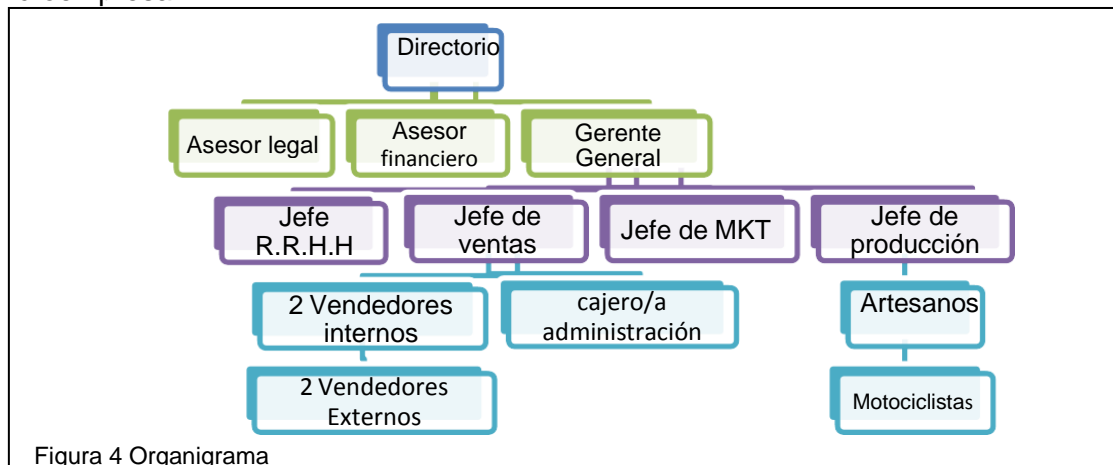 Directorio
Asesor legal
Asesor
financiero
Gerente
General
Jefe
R.R.H.H
Jefe de
ventas
Jefe de MKT
Jefe de
producción
2 Vendedores
internos
cajero/a
administración
Artesanos
2 Vendedores
Externos
Motociclistas
Figura 4 Organigrama